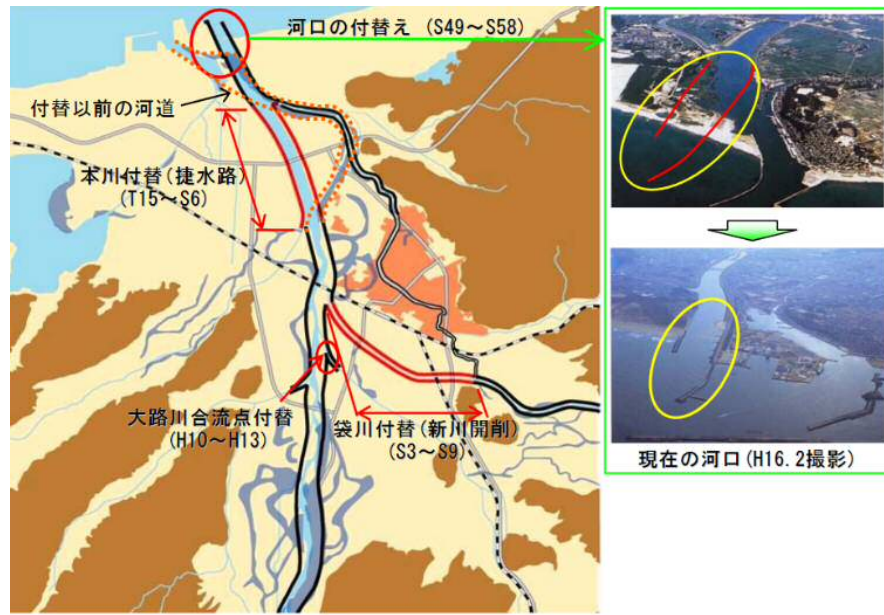 河口の付替え (S49～S58)
付替以前の河道
本川付替(捷水路)
(T15～S6)
大路川合流点付替
(H10～H13)
袋川付替(新川開削)
(S3～S9)
現在の河口(H16.2撮影)